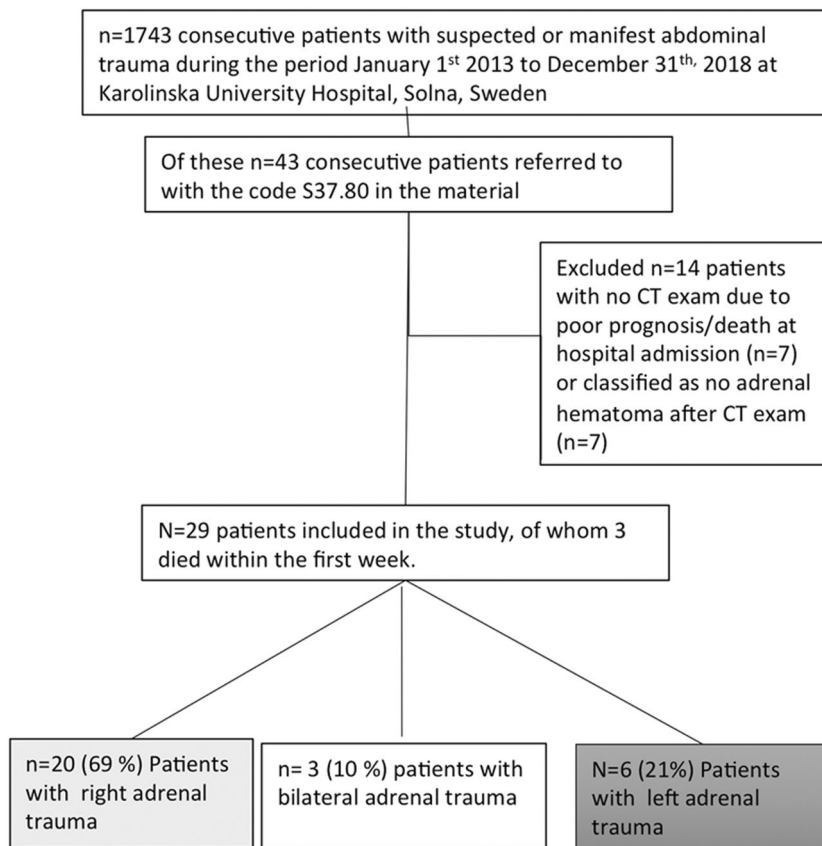 n=1743 consecutive patients with suspected or manifest abdominal
trauma during the period January 1st 2013 to December 31th, 2018 at
Karolinska University Hospital, Solna, Sweden
Of these n=43 consecutive patients referred to
with the code S37.80 in the material
Excluded n=14 patients
with no CT exam due to
poor prognosis/death at
hospital admission (n=7)
or classified as no adrenal
hematoma after CT exam
(n=7)
N=29 patients included in the study, of whom 3
died within the first week.
n=20 (69 %) Patients
with right adrenal
trauma
n= 3 (10 %) patients with
bilateral adrenal trauma
N=6 (21%) Patients
with left adrenal
trauma